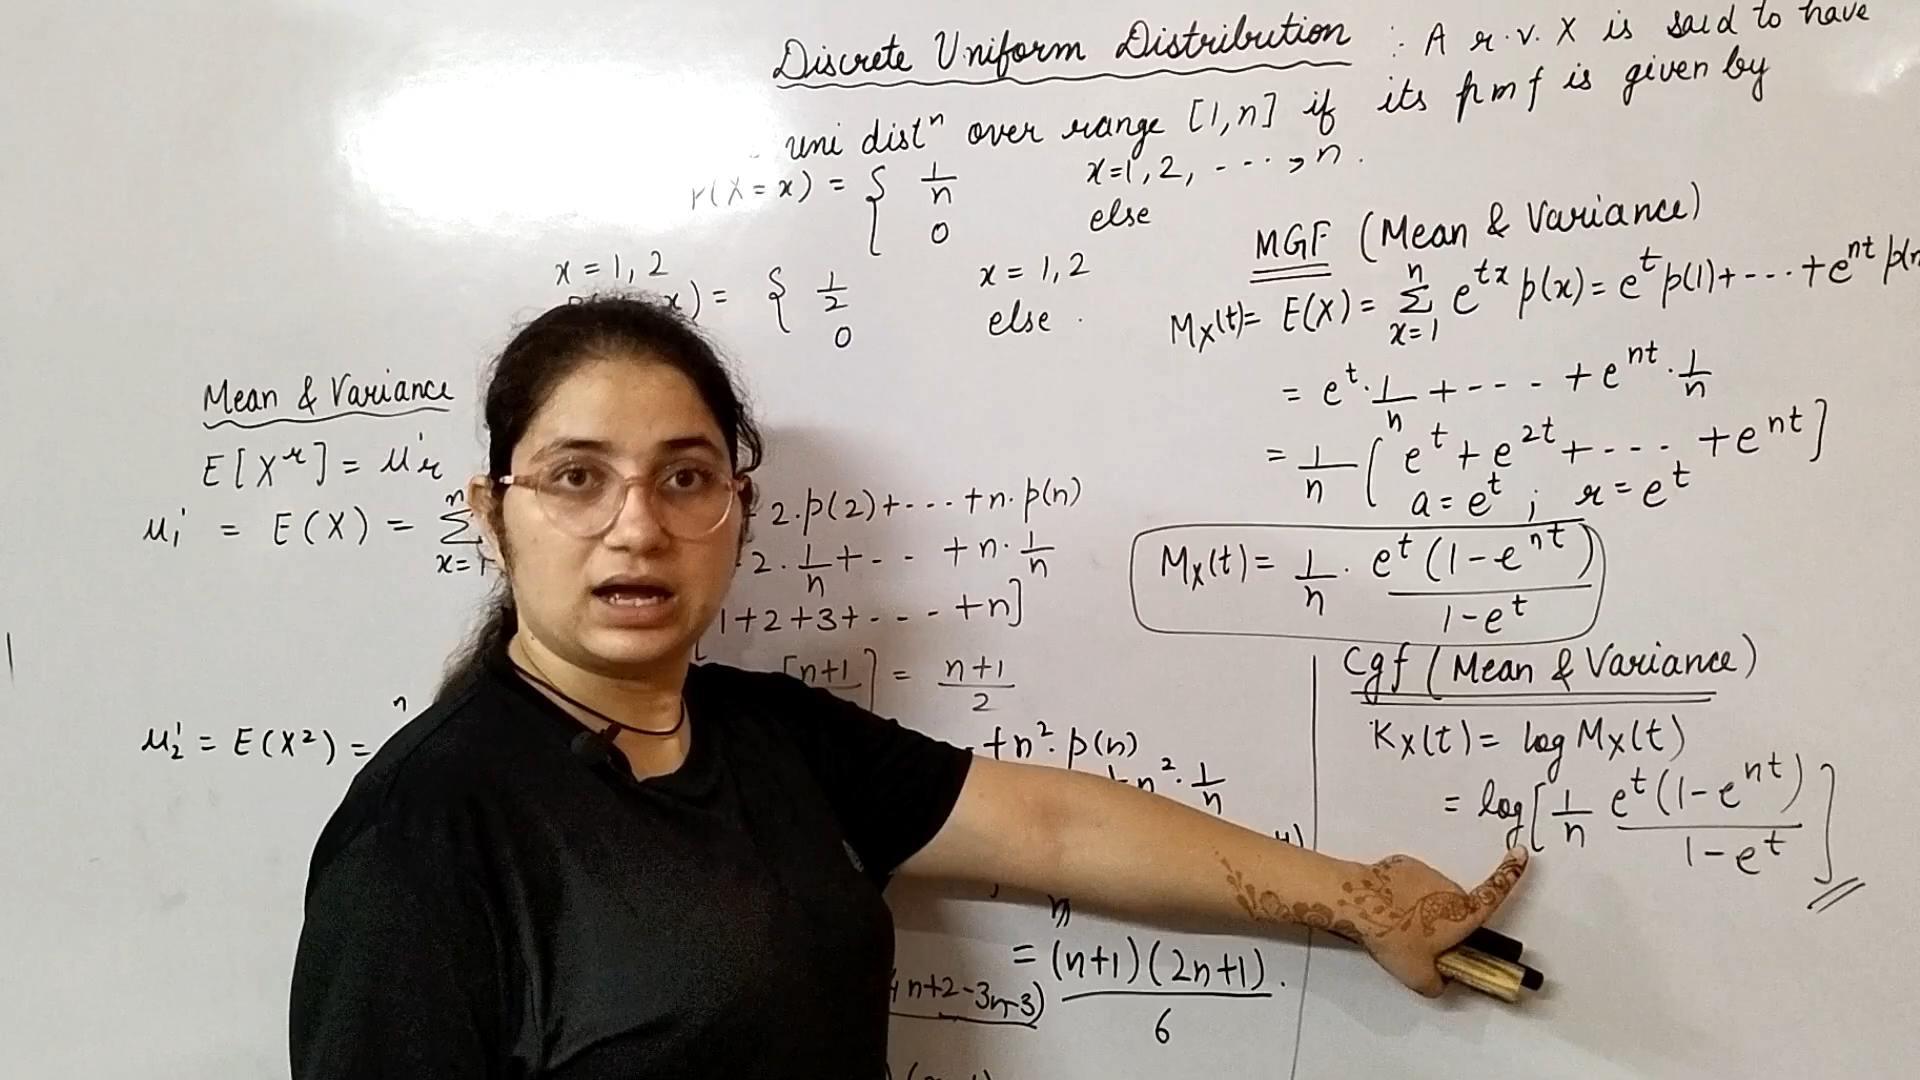 Discrete Uniform Distribution : A r.v. X is said to have
uni distⁿ over range [1,n] if its pmf is given by
P(X=x) = { 1/n x=1,2,----,n.
0 else
x = 1, 2
x) = { 1/2 x = 1,2
0 else.
Mean & Variance
E[Xʳ] = μ'r
μ₁' = E(X) = Σ n x=1 2.p(2)+---+n.p(n)
2. 1/n +-- +n. 1/n
1+2+3+---+n]
[n+1 ] = n+1/2
μ₂' = E(X²) = n +n². p(n)
n². 1/n
n
= (n+1)(2n+1)/6.
n+2-3n-3)
MGF (Mean & Variance)
Mx(t)= E(X) = Σ n x=1 e^tx p(x) = e^t p(1)+---+e^nt p(n
= e^t. 1/n +--- +e^nt. 1/n
= 1/n [ e^t + e^2t +---- +e^nt]
a = e^t ; r = e^t
Mx(t) = 1/n . e^t (1-e^nt) / 1-e^t
Cgf (Mean & Variance)
Kx(t) = log Mx(t)
= log [ 1/n e^t (1-e^nt) / 1-e^t ]